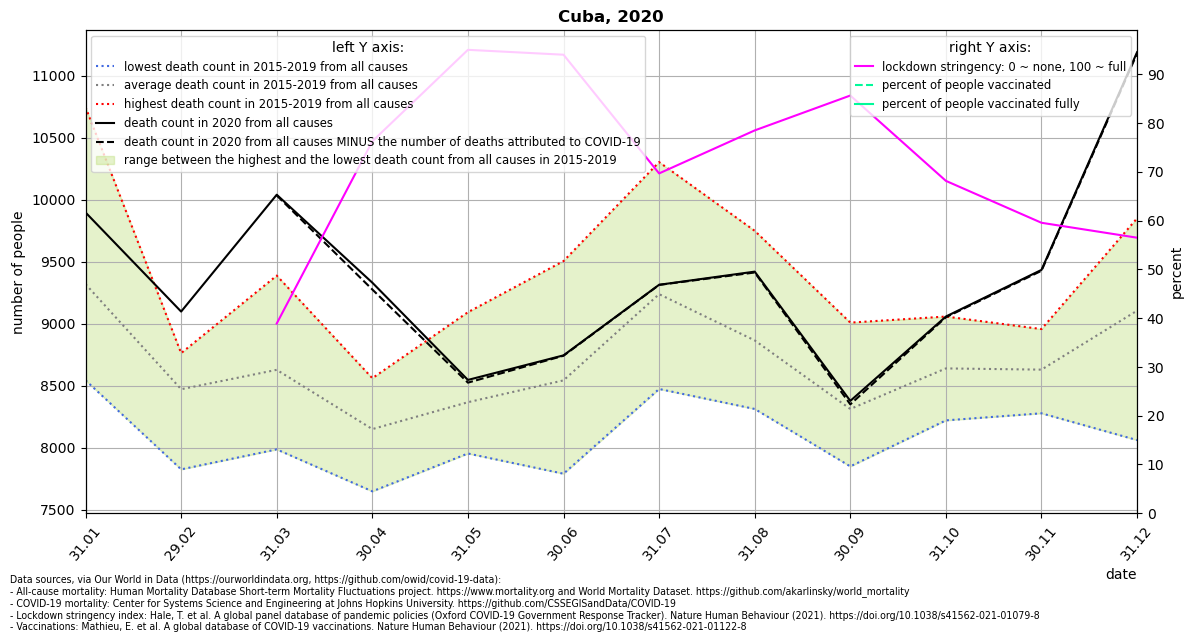 Cuba, 2020
left Y axis:
lowest death count in 2015-2019 from all causes
average death count in 2015-2019 from all causes
highest death count in 2015-2019 from all causes
death count in 2020 from all causes
death count in 2020 from all causes MINUS the number of deaths attributed to COVID-19
range between the highest and the lowest death count from all causes in 2015-2019
right Y axis:
lockdown stringency: 0 ~ none, 100 ~ full
percent of people vaccinated
percent of people vaccinated fully
number of people
11000
10500
10000
9500
9000
8500
8000
7500
90
80
70
60
50
40
30
20
10
0
percent
31.01
29.02
31.03
30.04
31.05
30.06
31.07
31.08
30.09
31.10
30.11
31.12
date
Data sources, via Our World in Data (https://ourworldindata.org, https://github.com/owid/covid-19-data):
- All-cause mortality: Human Mortality Database Short-term Mortality Fluctuations project. https://www.mortality.org and World Mortality Dataset. https://github.com/akarlinsky/world_mortality
- COVID-19 mortality: Center for Systems Science and Engineering at Johns Hopkins University. https://github.com/CSSEGISandData/COVID-19
- Lockdown stringency index: Hale, T. et al. A global panel database of pandemic policies (Oxford COVID-19 Government Response Tracker). Nature Human Behaviour (2021). https://doi.org/10.1038/s41562-021-01079-8
- Vaccinations: Mathieu, E. et al. A global database of COVID-19 vaccinations. Nature Human Behaviour (2021). https://doi.org/10.1038/s41562-021-01122-8